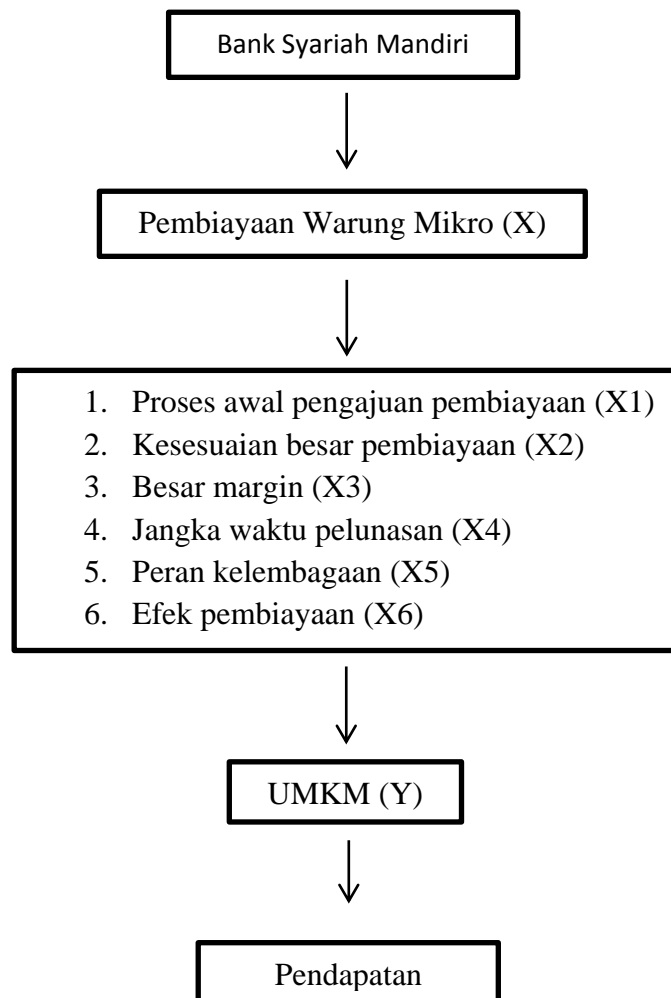 Bank Syariah Mandiri
Pembiayaan Warung Mikro (X)
1. Proses awal pengajuan pembiayaan (X1)
2. Kesesuaian besar pembiayaan (X2)
3. Besar margin (X3)
4. Jangka waktu pelunasan (X4)
5. Peran kelembagaan (X5)
6. Efek pembiayaan (X6)
UMKM (Y)
Pendapatan